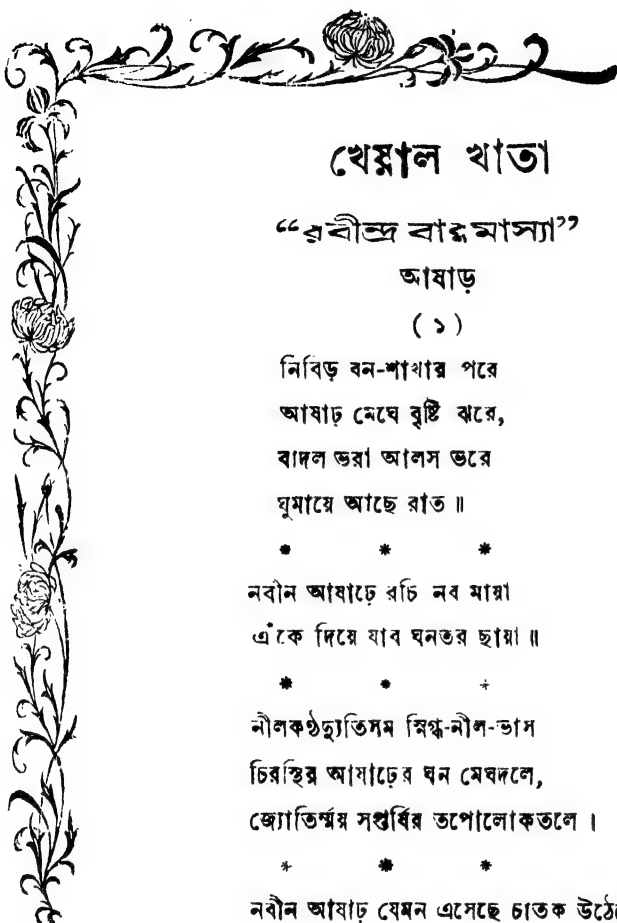 খেয়াল খাতা
“রবীন্দ্র বারমাস্যা”
আষাড়
( ১ )
নিবিড় বন-শাখার পরে
আষাঢ় মেঘে বৃষ্টি ঝরে,
বাদল ভরা আলস ভরে
ঘুমায়ে আছে রাত ॥
* * *
নবীন আষাঢ়ে রচি নব মায়া
এঁকে দিয়ে যাব ঘনতর ছায়া ॥
* * *
নীলকণ্ঠদ্যুতিসম স্নিগ্ধ-নীল-ভাস
চিরস্থির আষাঢ়ের ঘন মেঘদলে,
জ্যোতির্ম্ময় সপ্তর্ষির তপোলোকতলে ।
* * *
নবীন আষাঢ় যেমন এসেছে চাতক